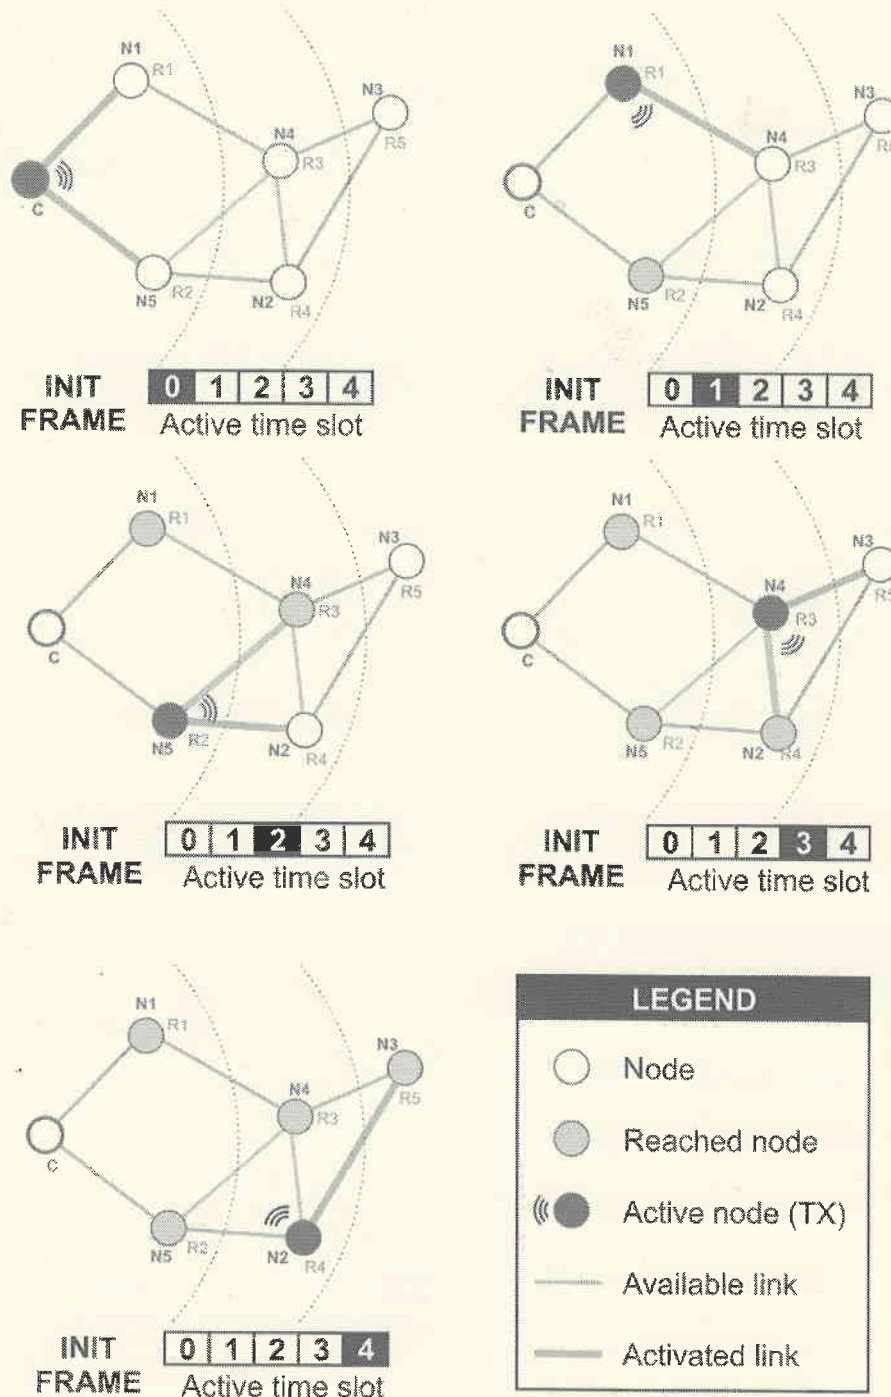 N1
R1
N3
N4
R3
R5
C
N5
R2
N2
R4
INIT
FRAME
0 1 2 3 4
Active time slot
N1
R1
N3
N4
R3
R5
C
N5
R2
N2
R4
INIT
FRAME
0 1 2 3 4
Active time slot
N1
R1
N3
N4
R3
R5
C
N5
R2
N2
R4
INIT
FRAME
0 1 2 3 4
Active time slot
N1
R1
N3
N4
R3
R5
C
N5
R2
N2
R4
INIT
FRAME
0 1 2 3 4
Active time slot
N1
R1
N3
N4
R3
R5
C
N5
R2
N2
R4
INIT
FRAME
0 1 2 3 4
Active time slot
LEGEND
Node
Reached node
Active node (TX)
Available link
Activated link